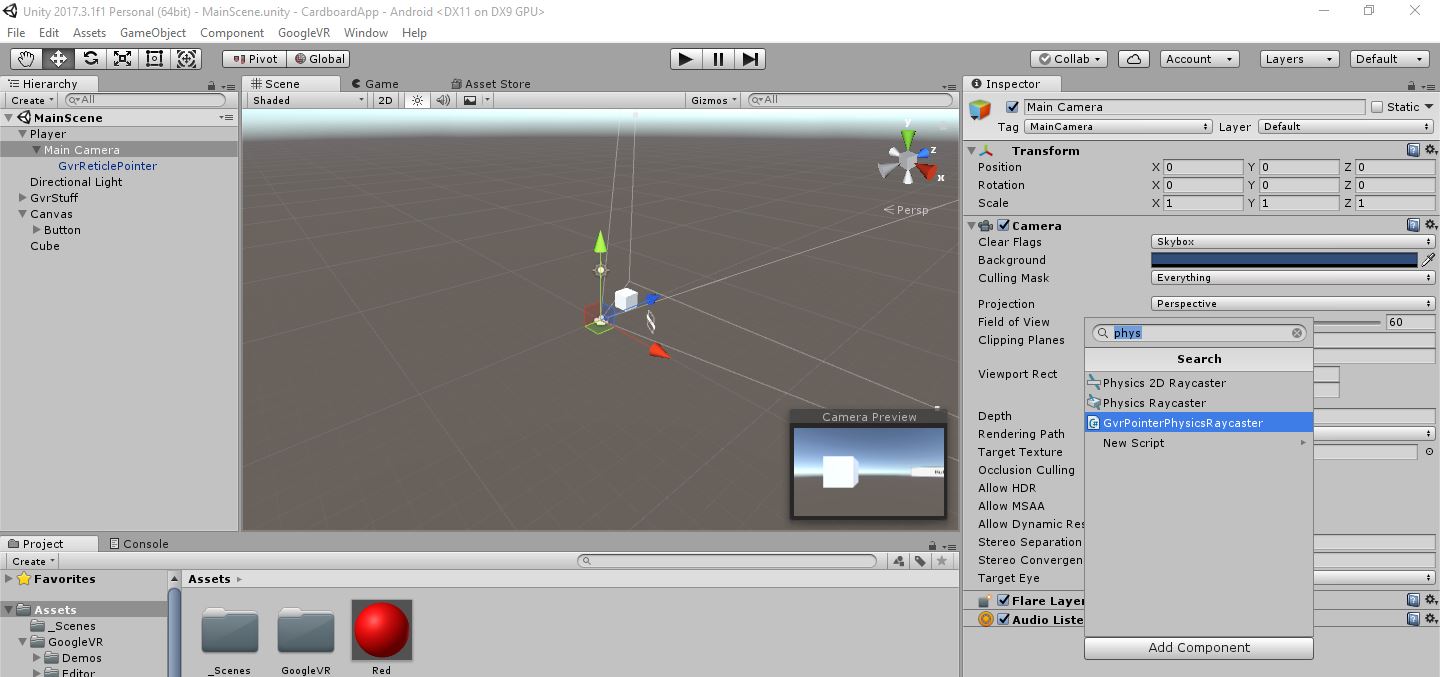 Unity 2017.3.1f1 Personal (64bit) - MainScene.unity - CardboardApp - Android <DX11 on DX9 GPU>
File Edit Assets GameObject Component GoogleVR Window Help
Pivot Global Collab Account Layers Default
Hierarchy
Create All
MainScene
Player
Main Camera
GvrReticlePointer
Directional Light
GvrStuff
Canvas
Button
Cube
Scene Game Asset Store
Shaded 2D Gizmos All
y
z
x
Persp
Camera Preview
Inspector
Main Camera Static
Tag MainCamera Layer Default
Transform
Position X 0 Y 0 Z 0
Rotation X 0 Y 0 Z 0
Scale X 1 Y 1 Z 1
Camera
Clear Flags Skybox
Background
Culling Mask Everything
Projection Perspective
Field of View 60
Clipping Planes
Viewport Rect
Depth
Rendering Path
Target Texture
Occlusion Culling
Allow HDR
Allow MSAA
Allow Dynamic Res
Stereo Separation
Stereo Convergen
Target Eye
Flare Layer
Audio Liste
phys
Search
Physics 2D Raycaster
Physics Raycaster
GvrPointerPhysicsRaycaster
New Script
Add Component
Project Console
Create
Favorites
Assets
_Scenes
GoogleVR
Demos
Editor
Assets
_Scenes GoogleVR Red